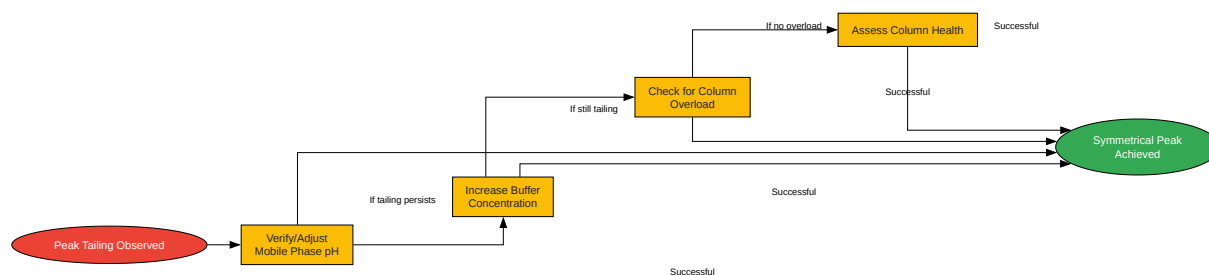 If no overload
Assess Column Health
Successful
Check for Column
Overload
If still tailing
Successful
Symmetrical Peak
Achieved
Increase Buffer
Concentration
If tailing persists
Successful
Peak Tailing Observed
Verify/Adjust
Mobile Phase pH
Successful